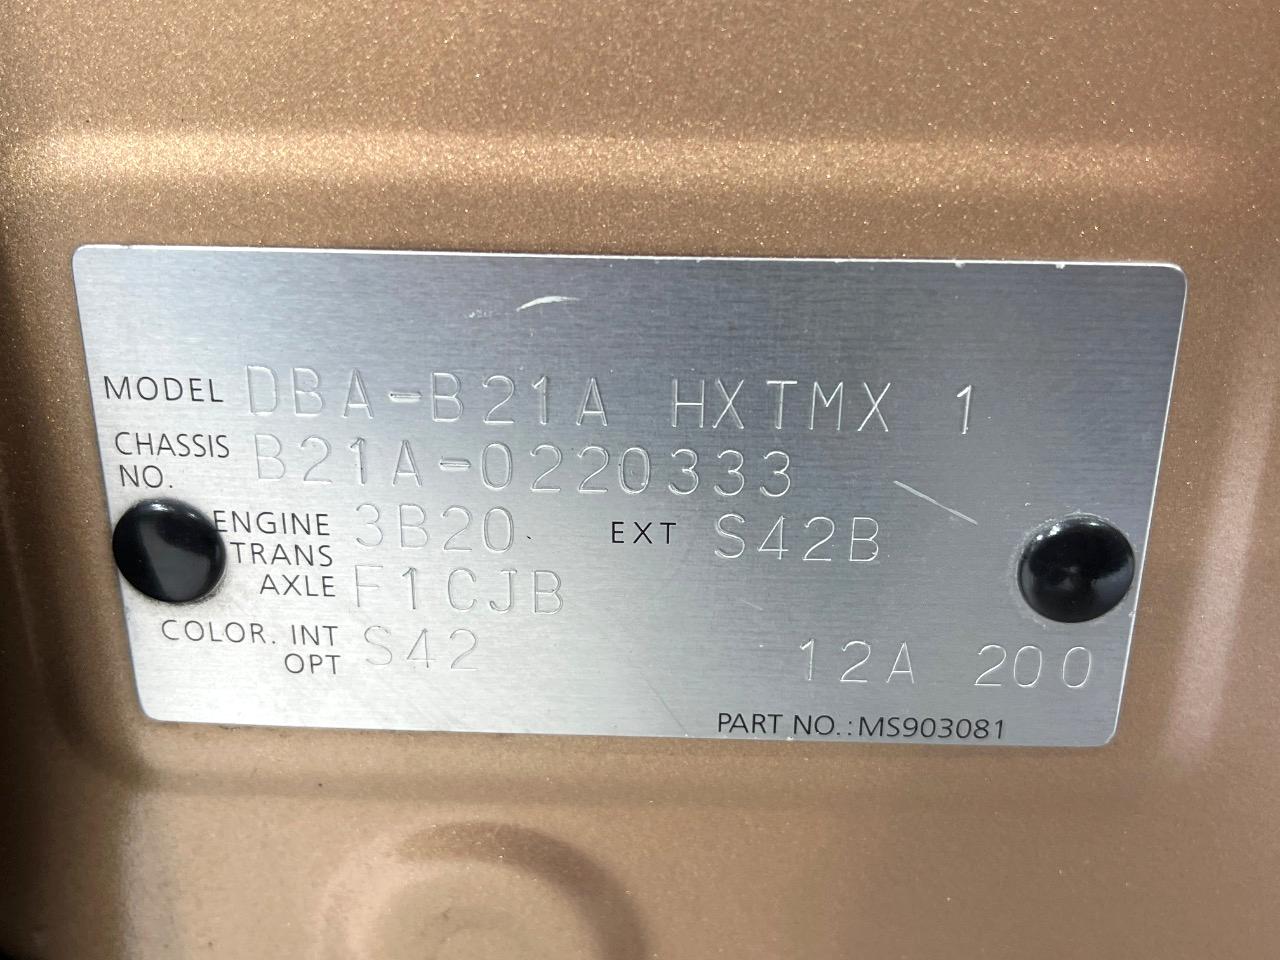 MODEL DBA-B21A HXTMX 1
CHASSIS NO. B21A-0220333
ENGINE 3B20 EXT S42B
TRANS AXLE F1CJB
COLOR. INT OPT S42 12A 200
PART NO.: MS903081